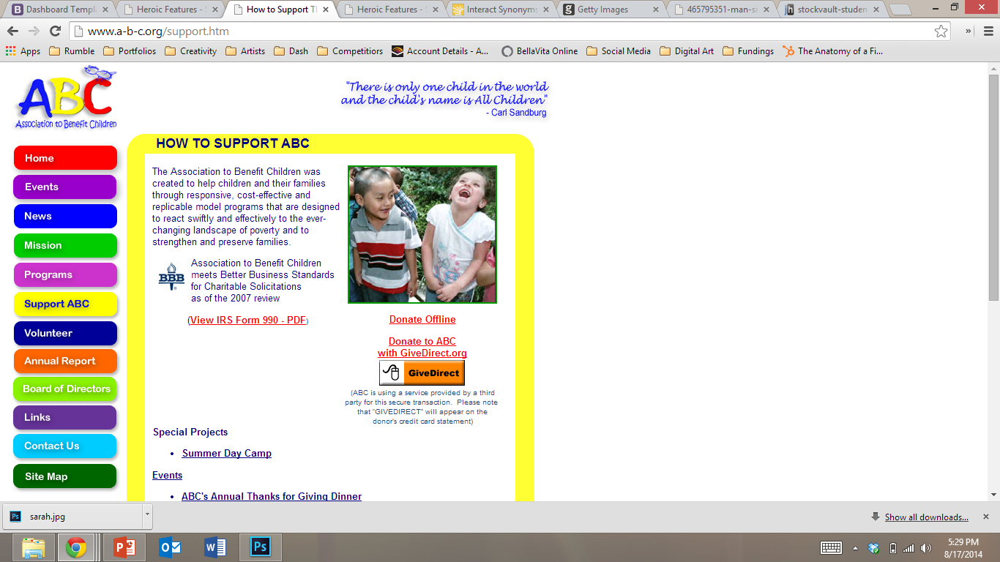 Dashboard Templ
Heroic Features - S
How to Support Th
Heroic Features - S
Interact Synonyms
Getty Images
465795351-man-si
stockvault-studen
www.a-b-c.org/support.htm
Apps
Rumble
Portfolios
Creativity
Artists
Dash
Competitiors
Account Details - A...
BellaVita Online
Social Media
Digital Art
Fundings
The Anatomy of a Fi...
ABC
Association to Benefit Children
"There is only one child in the world
and the child's name is All Children"
- Carl Sandburg
Home
Events
News
Mission
Programs
Support ABC
Volunteer
Annual Report
Board of Directors
Links
Contact Us
Site Map
HOW TO SUPPORT ABC
The Association to Benefit Children was
created to help children and their families
through responsive, cost-effective and
replicable model programs that are designed
to react swiftly and effectively to the ever-
changing landscape of poverty and to
strengthen and preserve families.
BBB
Association to Benefit Children
meets Better Business Standards
for Charitable Solicitations
as of the 2007 review
(View IRS Form 990 - PDF)
Donate Offline
Donate to ABC
with GiveDirect.org
GiveDirect
(ABC is using a service provided by a third
party for this secure transaction. Please note
that "GIVEDIRECT" will appear on the
donor's credit card statement)
Special Projects
• Summer Day Camp
Events
• ABC's Annual Thanks for Giving Dinner
Ps
sarah.jpg
Show all downloads...
P
O
W
Ps
5:29 PM
8/17/2014